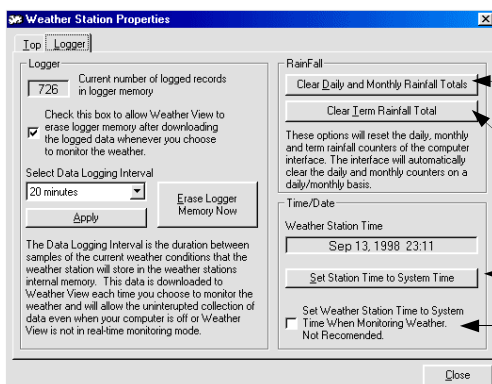 Weather Station Properties
Top
Logger
Logger
726
Current number of logged records
in logger memory
Check this box to allow Weather View to
erase logger memory after downloading
the logged data whenever you choose
to monitor the weather.
Select Data Logging Interval
20 minutes
Apply
Erase Logger
Memory Now
The Data Logging Interval is the duration between
samples of the current weather conditions that the
weather station will store in the weather stations
internal memory. This data is downloaded to
Weather View each time you choose to monitor the
weather and will allow the uninterupted collection of
data even when your computer is off or Weather
View is not in real-time monitoring mode.
RainFall
Clear Daily and Monthly Rainfall Totals
Clear Term Rainfall Total
These options will reset the daily, monthly
and term rainfall counters of the computer
interface. The interface will automatically
clear the daily and monthly counters on a
daily/monthly basis.
Time/Date
Weather Station Time
Sep 13, 1998 23:11
Set Station Time to System Time
Set Weather Station Time to System
Time When Monitoring Weather.
Not Recomended.
Close